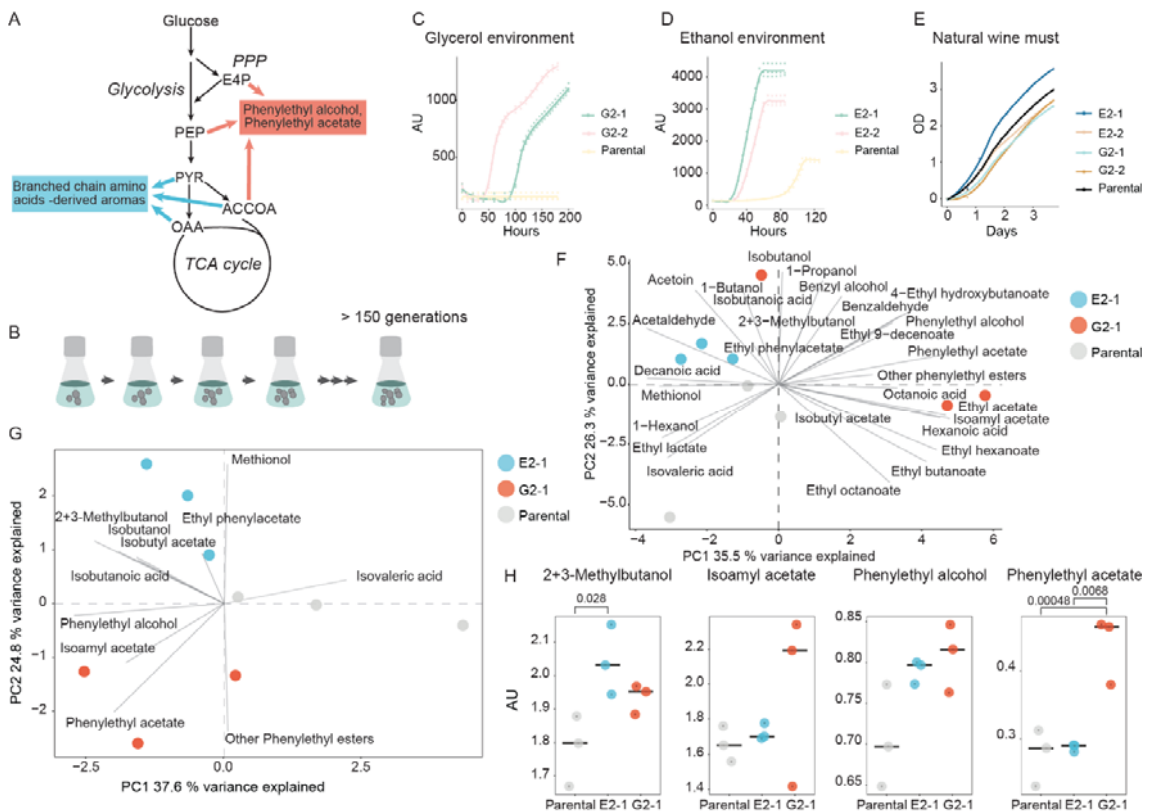 A
Glucose
PPP
E4P
Glycolysis
Phenylethyl alcohol,
Phenylethyl acetate
PEP
Branched chain amino
acids -derived aromas
PYR
ACCOA
OAA
TCA cycle
B
> 150 generations
C
Glycerol environment
AU
1000
500
0
50
100
150
200
Hours
G2-1
G2-2
Parental
D
Ethanol environment
AU
4000
3000
2000
1000
0
0
40
80
120
Hours
E2-1
E2-2
Parental
E
Natural wine must
OD
3
2
1
0
0
1
2
3
Days
E2-1
E2-2
G2-1
G2-2
Parental
F
Isobutanol
Acetoin
1-Propanol
1-Butanol
Benzyl alcohol
4-Ethyl hydroxybutanoate
Isobutanoic acid
Benzaldehyde
Acetaldehyde
2+3-Methylbutanol
Phenylethyl alcohol
Ethyl 9-decenoate
Ethyl phenylacetate
Phenylethyl acetate
Decanoic acid
Other phenylethyl esters
Methionol
Octanoic acid
Ethyl acetate
Isobutyl acetate
Isoamyl acetate
1-Hexanol
Hexanoic acid
Ethyl lactate
Ethyl hexanoate
Isovaleric acid
Ethyl butanoate
Ethyl octanoate
5.0
2.5
0.0
-2.5
-5.0
PC2 26.3 % variance explained
-4
-2
0
2
4
6
PC1 35.5 % variance explained
E2-1
G2-1
Parental
G
Methionol
2+3-Methylbutanol
Ethyl phenylacetate
Isobutanol
Isobutyl acetate
Isobutanoic acid
Isovaleric acid
Phenylethyl alcohol
Isoamyl acetate
Phenylethyl acetate
Other Phenylethyl esters
2
1
0
-1
-2
PC2 24.8 % variance explained
-2.5
0.0
2.5
PC1 37.6 % variance explained
E2-1
G2-1
Parental
H
2+3-Methylbutanol
0.028
AU
2.1
2.0
1.9
1.8
1.7
Parental E2-1 G2-1
Isoamyl acetate
2.2
2.0
1.8
1.6
1.4
Parental E2-1 G2-1
Phenylethyl alcohol
0.85
0.80
0.75
0.70
0.65
Parental E2-1 G2-1
Phenylethyl acetate
0.0068
0.00048
0.4
0.3
Parental E2-1 G2-1